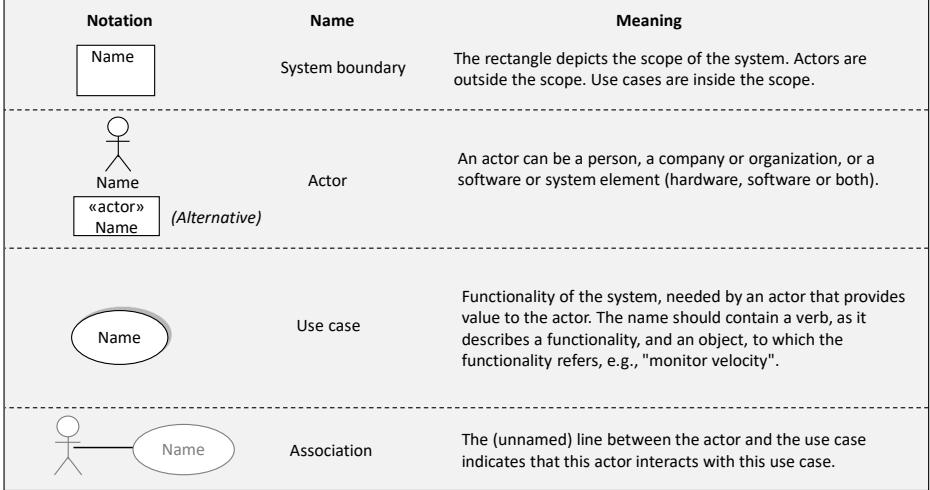 Notation Name Meaning
Name
System boundary
The rectangle depicts the scope of the system. Actors are
outside the scope. Use cases are inside the scope.
Name
«actor»
Name
(Alternative)
Actor
An actor can be a person, a company or organization, or a
software or system element (hardware, software or both).
Name
Use case
Functionality of the system, needed by an actor that provides
value to the actor. The name should contain a verb, as it
describes a functionality, and an object, to which the
functionality refers, e.g., "monitor velocity".
Name
Association
The (unnamed) line between the actor and the use case
indicates that this actor interacts with this use case.